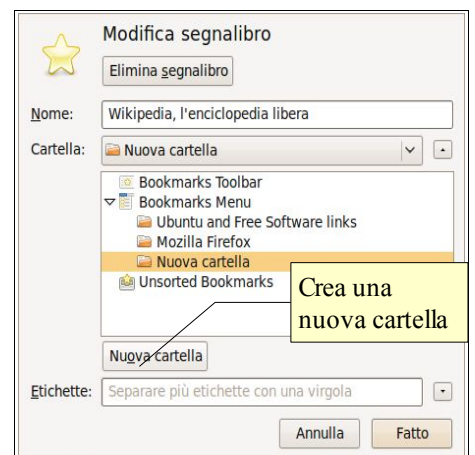 Modifica segnalibro
Elimina segnalibro
Nome: Wikipedia, l'enciclopedia libera
Cartella: Nuova cartella
Bookmarks Toolbar
Bookmarks Menu
Ubuntu and Free Software links
Mozilla Firefox
Nuova cartella
Unsorted Bookmarks
Crea una
nuova cartella
Nuova cartella
Etichette: Separare più etichette con una virgola
Annulla Fatto